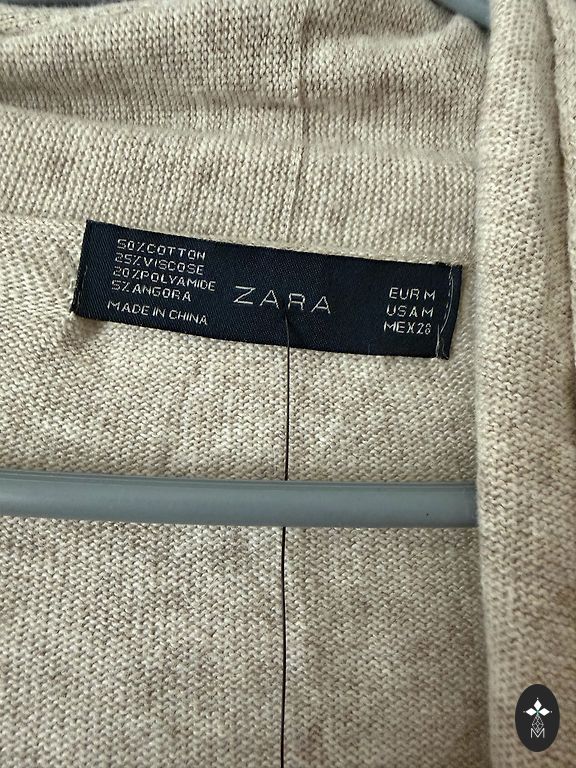 50%COTTON
25%VISCOSE
20%POLYAMIDE
5%ANGORA
MADE IN CHINA
ZARA
EUR M
USA M
MEX 28
M